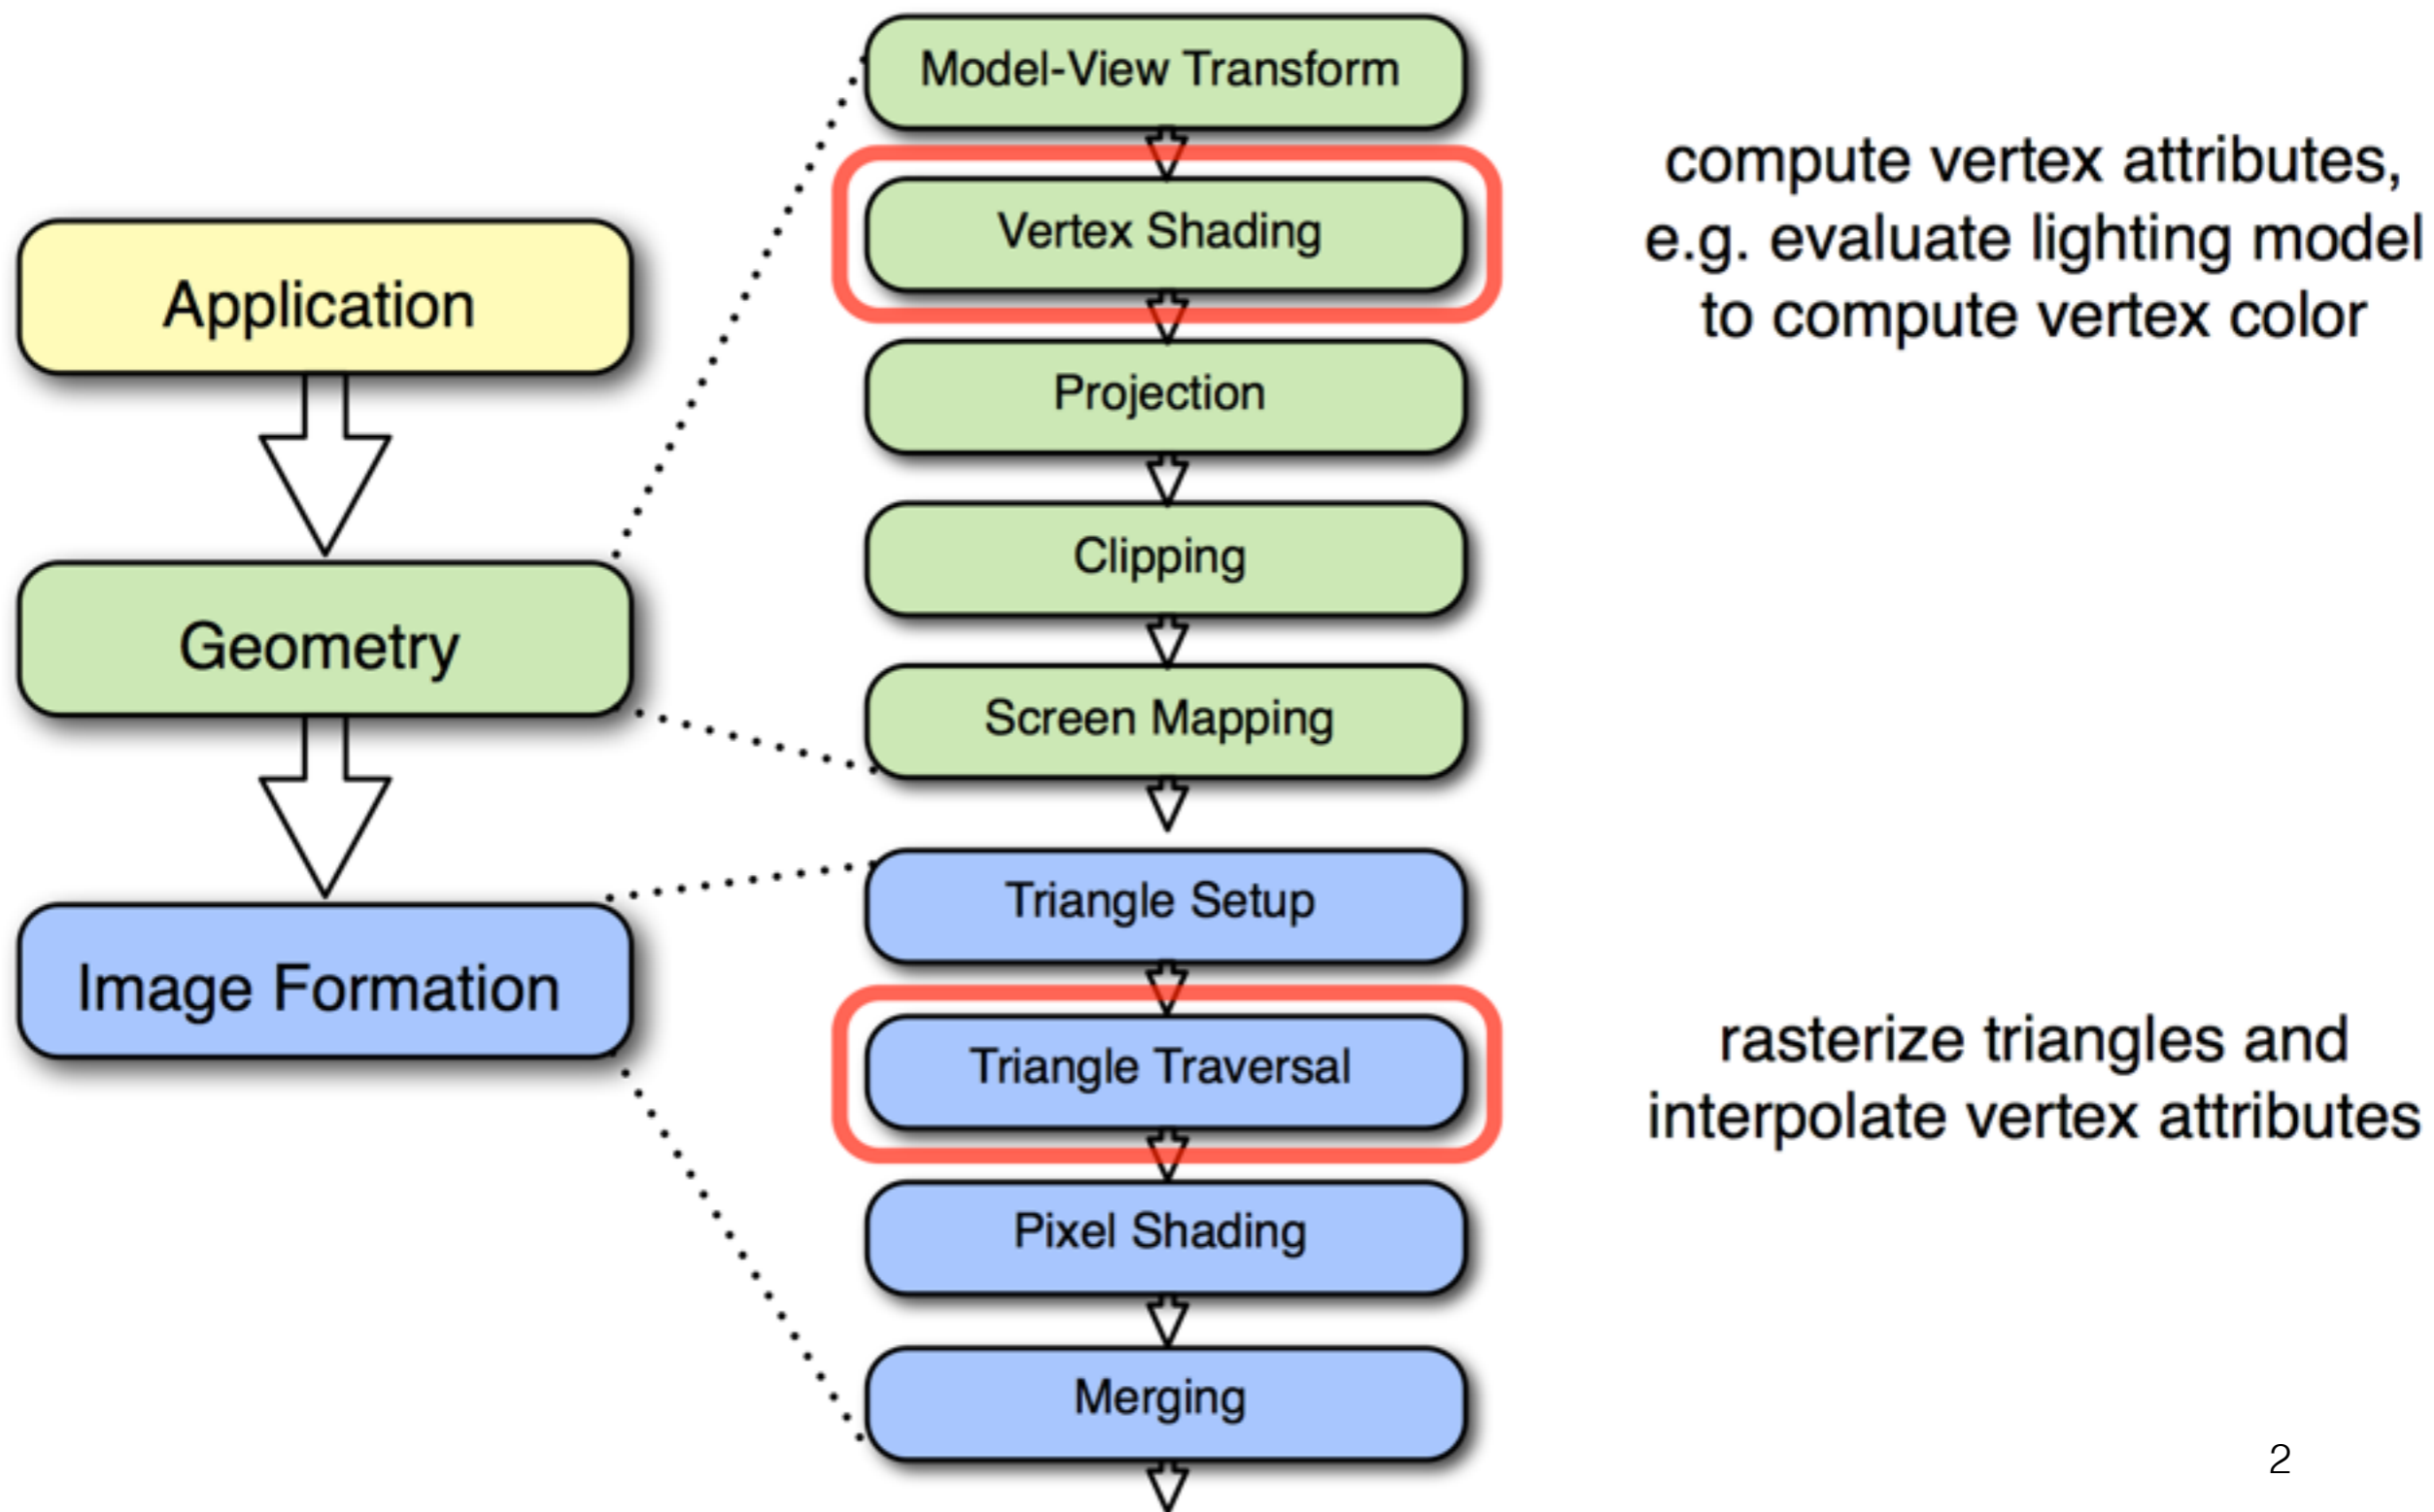 Application
Geometry
Image Formation
Model-View Transform
Vertex Shading
Projection
Clipping
Screen Mapping
Triangle Setup
Triangle Traversal
Pixel Shading
Merging
compute vertex attributes,
e.g. evaluate lighting model
to compute vertex color
rasterize triangles and
interpolate vertex attributes
2